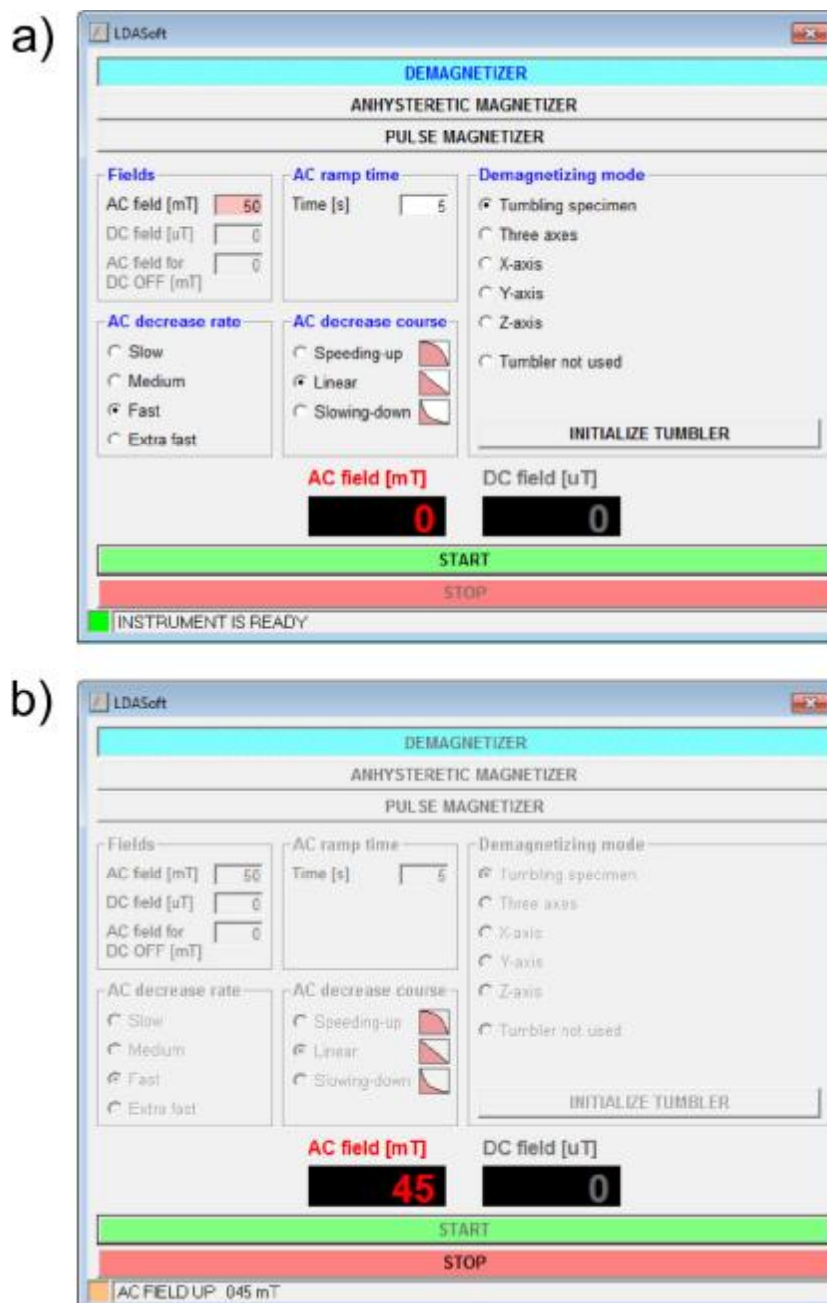 a)
LDASoft
DEMAGNETIZER
ANHYSTERETIC MAGNETIZER
PULSE MAGNETIZER
Fields
AC field [mT] 50
DC field [uT] 0
AC field for
DC OFF [mT] 0
AC ramp time
Time [s] 5
Demagnetizing mode
Tumbling specimen
Three axes
X-axis
Y-axis
Z-axis
Tumbler not used
INITIALIZE TUMBLER
AC decrease rate
Slow
Medium
Fast
Extra fast
AC decrease course
Speeding-up
Linear
Slowing-down
AC field [mT]
0
DC field [uT]
0
START
STOP
INSTRUMENT IS READY
b)
LDASoft
DEMAGNETIZER
ANHYSTERETIC MAGNETIZER
PULSE MAGNETIZER
Fields
AC field [mT] 50
DC field [uT] 0
AC field for
DC OFF [mT] 0
AC ramp time
Time [s] 5
Demagnetizing mode
Tumbling specimen
Three axes
X-axis
Y-axis
Z-axis
Tumbler not used
INITIALIZE TUMBLER
AC decrease rate
Slow
Medium
Fast
Extra fast
AC decrease course
Speeding-up
Linear
Slowing-down
AC field [mT]
45
DC field [uT]
0
START
STOP
AC FIELD UP 045 mT